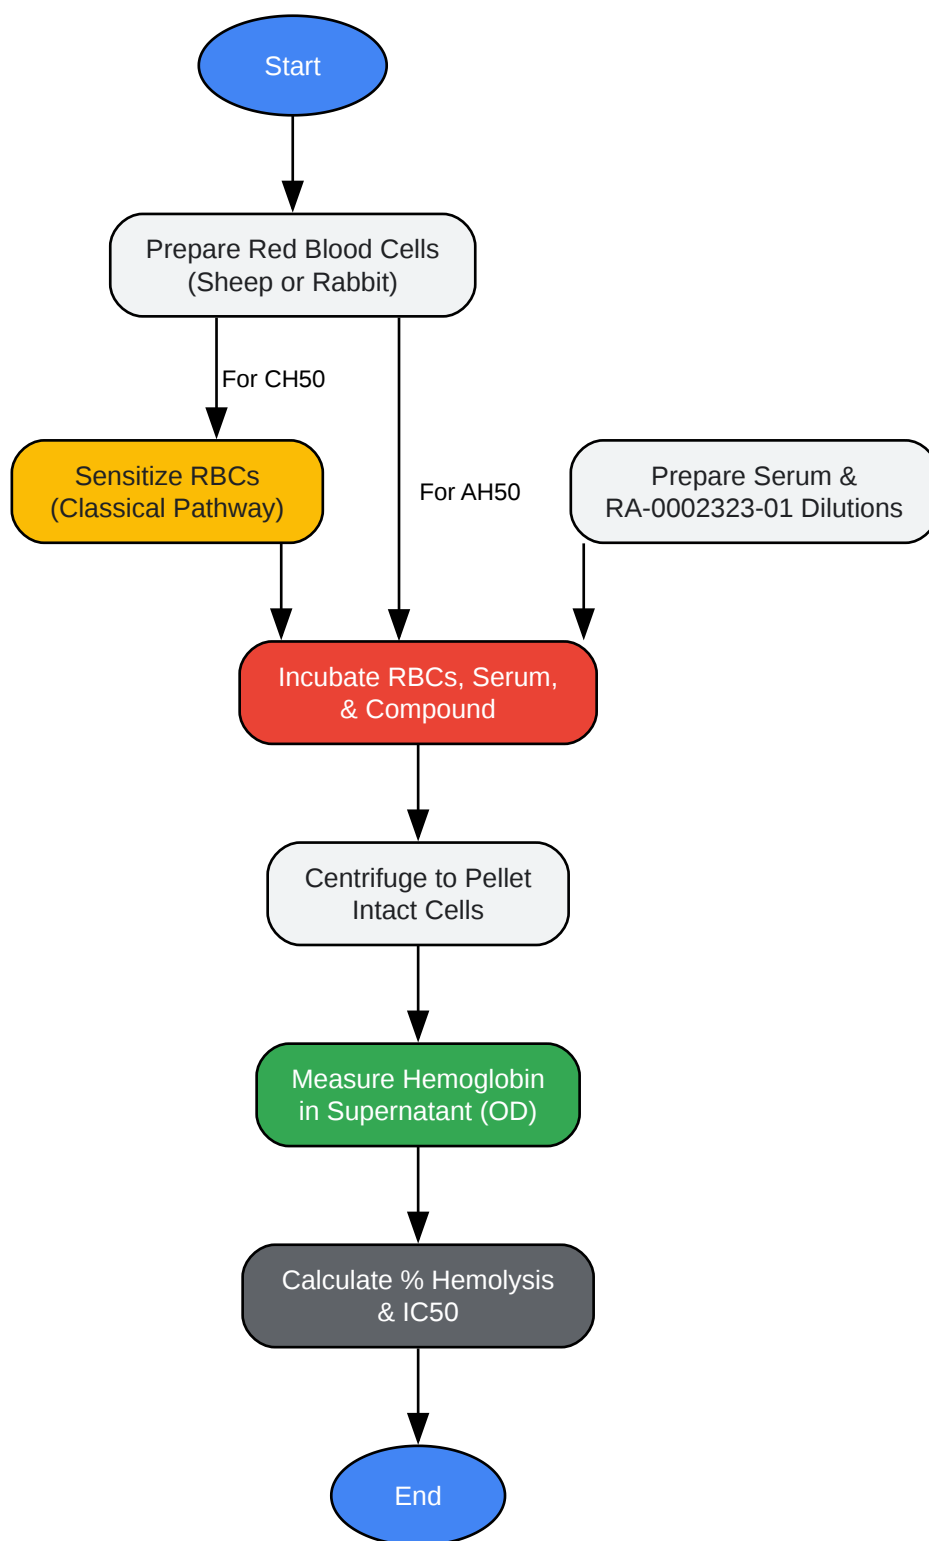 Start
Prepare Red Blood Cells
(Sheep or Rabbit)
For CH50
Sensitize RBCs
(Classical Pathway)
For AH50
Prepare Serum &
RA-0002323-01 Dilutions
Incubate RBCs, Serum,
& Compound
Centrifuge to Pellet
Intact Cells
Measure Hemoglobin
in Supernatant (OD)
Calculate % Hemolysis
& IC50
End